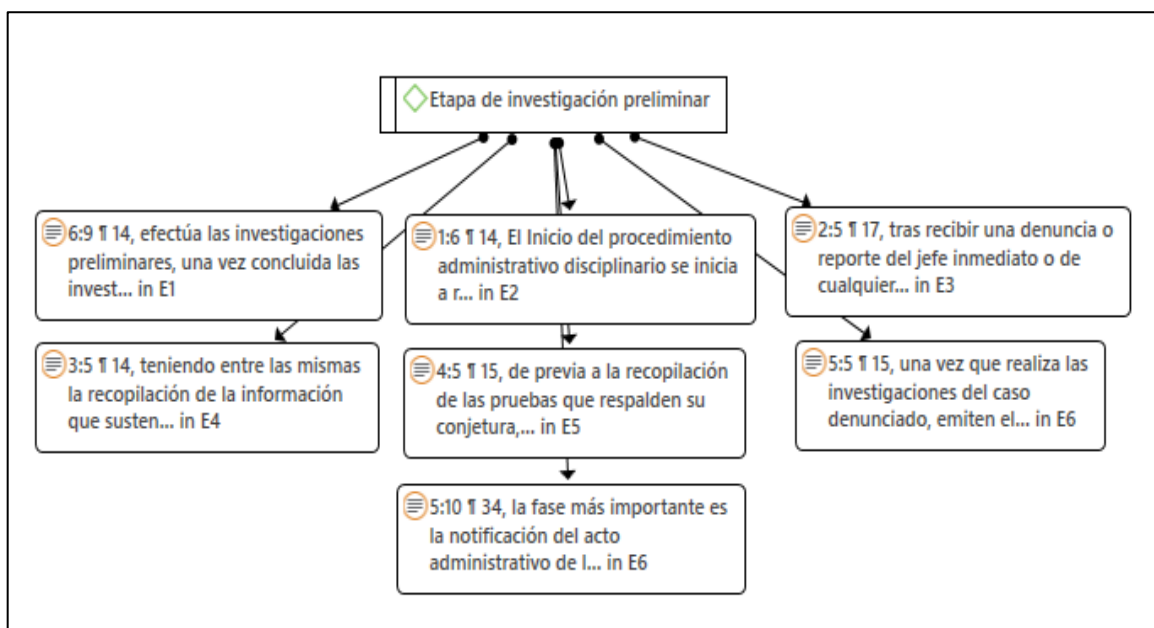 Etapa de investigación preliminar
6:9 ¶ 14, efectúa las investigaciones
preliminares, una vez concluida las
invest... in E1
1:6 ¶ 14, El Inicio del procedimiento
administrativo disciplinario se inicia
a r... in E2
2:5 ¶ 17, tras recibir una denuncia o
reporte del jefe inmediato o de
cualquier... in E3
3:5 ¶ 14, teniendo entre las mismas
la recopilación de la información
que susten... in E4
4:5 ¶ 15, de previa a la recopilación
de las pruebas que respalden su
conjetura,... in E5
5:5 ¶ 15, una vez que realiza las
investigaciones del caso
denunciado, emiten el... in E6
5:10 ¶ 34, la fase más importante es
la notificación del acto
administrativo de l... in E6